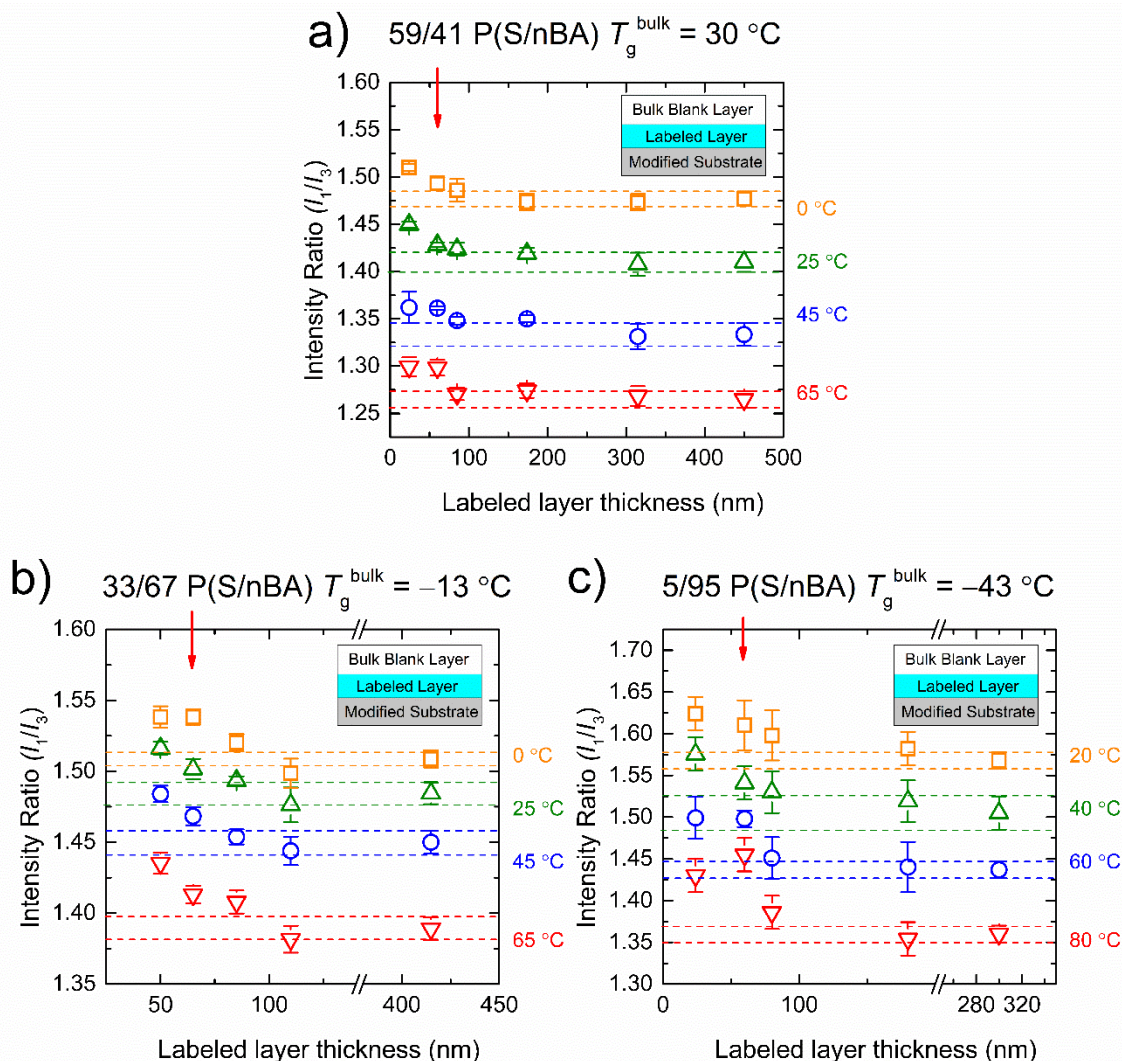 a) 59/41 P(S/nBA) Tg^bulk = 30 °C
1.60
1.55
1.50
1.45
1.40
1.35
1.30
1.25
Intensity Ratio (I1/I3)
Bulk Blank Layer
Labeled Layer
Modified Substrate
0 °C
25 °C
45 °C
65 °C
0 100 200 300 400 500
Labeled layer thickness (nm)
b) 33/67 P(S/nBA) Tg^bulk = –13 °C
1.60
1.55
1.50
1.45
1.40
1.35
Intensity Ratio (I1/I3)
Bulk Blank Layer
Labeled Layer
Modified Substrate
0 °C
25 °C
45 °C
65 °C
50 100 400 450
Labeled layer thickness (nm)
c) 5/95 P(S/nBA) Tg^bulk = –43 °C
1.70
1.65
1.60
1.55
1.50
1.45
1.40
1.35
1.30
Intensity Ratio (I1/I3)
Bulk Blank Layer
Labeled Layer
Modified Substrate
20 °C
40 °C
60 °C
80 °C
0 100 280 320
Labeled layer thickness (nm)